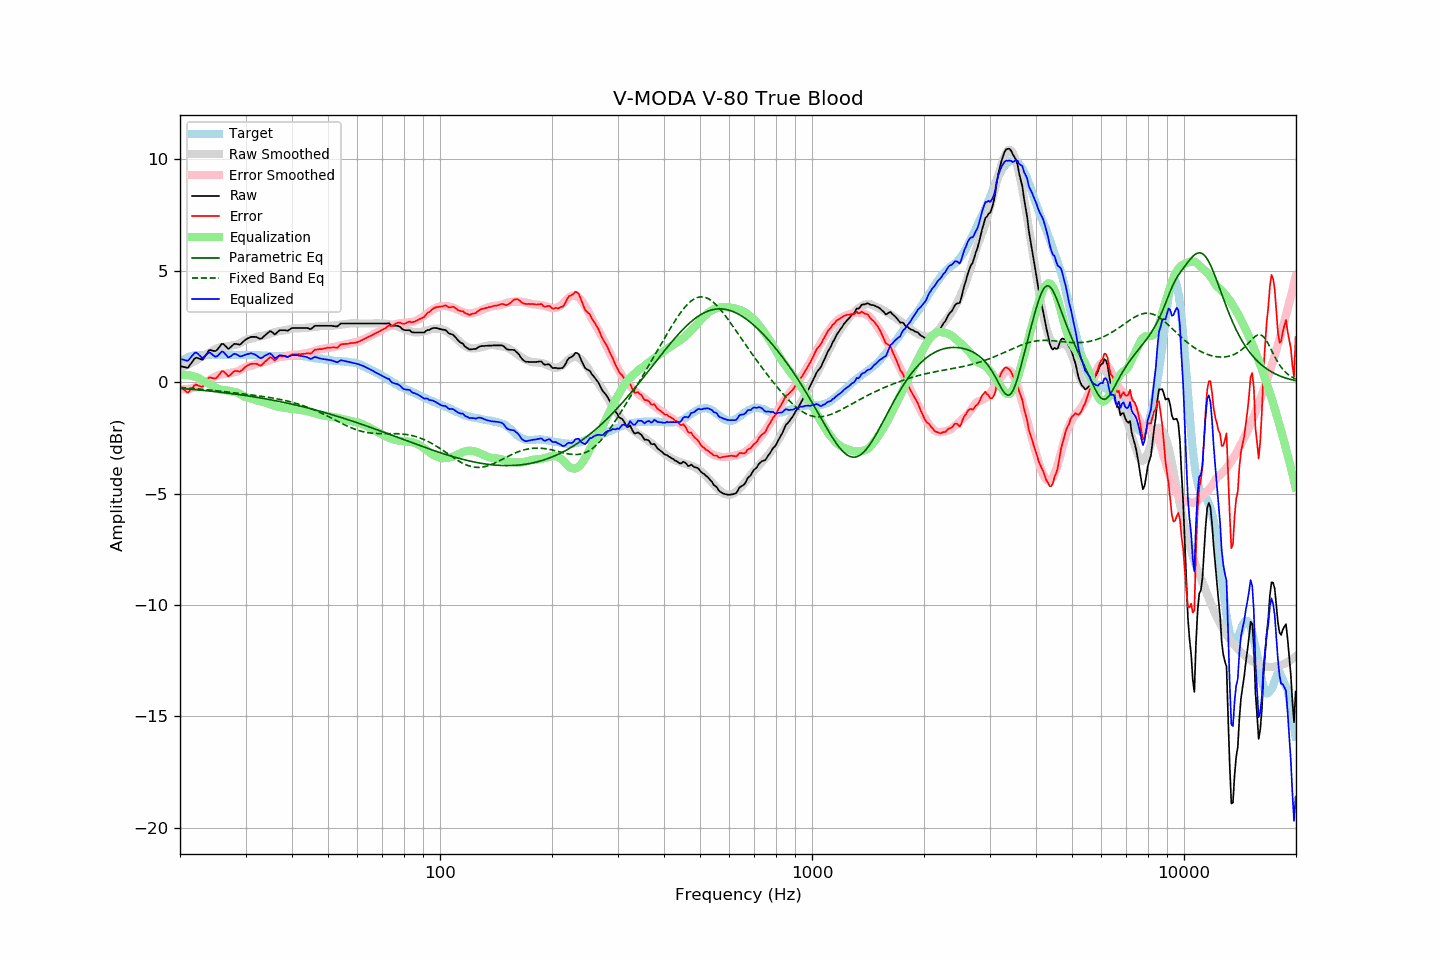 V-MODA V-80 True Blood
Target
Raw Smoothed
Error Smoothed
Raw
Error
Equalization
Parametric Eq
Fixed Band Eq
Equalized
10
5
0
−5
−10
−15
−20
Amplitude (dBr)
100
1000
10000
Frequency (Hz)